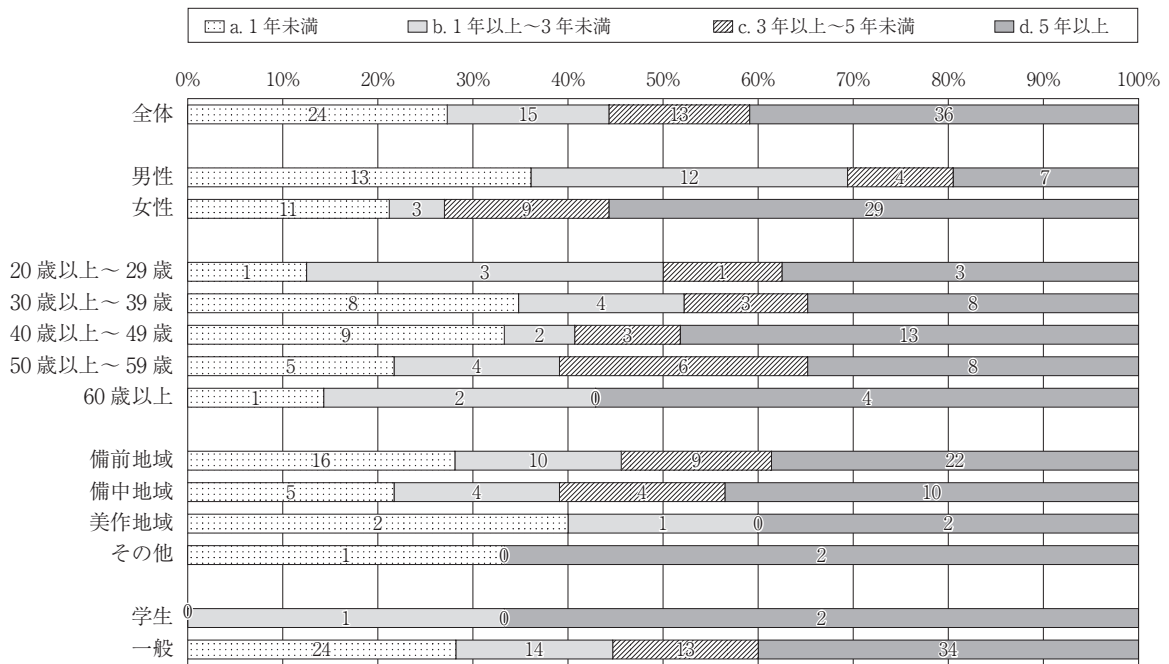 a. 1 年未満 b. 1 年以上～3 年未満 c. 3 年以上～5 年未満 d. 5 年以上
0% 10% 20% 30% 40% 50% 60% 70% 80% 90% 100%
全体 24 15 13 36
男性 13 12 4 7
女性 11 3 9 29
20 歳以上～ 29 歳 1 3 1 3
30 歳以上～ 39 歳 8 4 3 8
40 歳以上～ 49 歳 9 2 3 13
50 歳以上～ 59 歳 5 4 6 8
60 歳以上 1 2 0 4
備前地域 16 10 9 22
備中地域 5 4 4 10
美作地域 2 1 0 2
その他 1 0 2
学生 0 1 0 2
一般 24 14 13 34